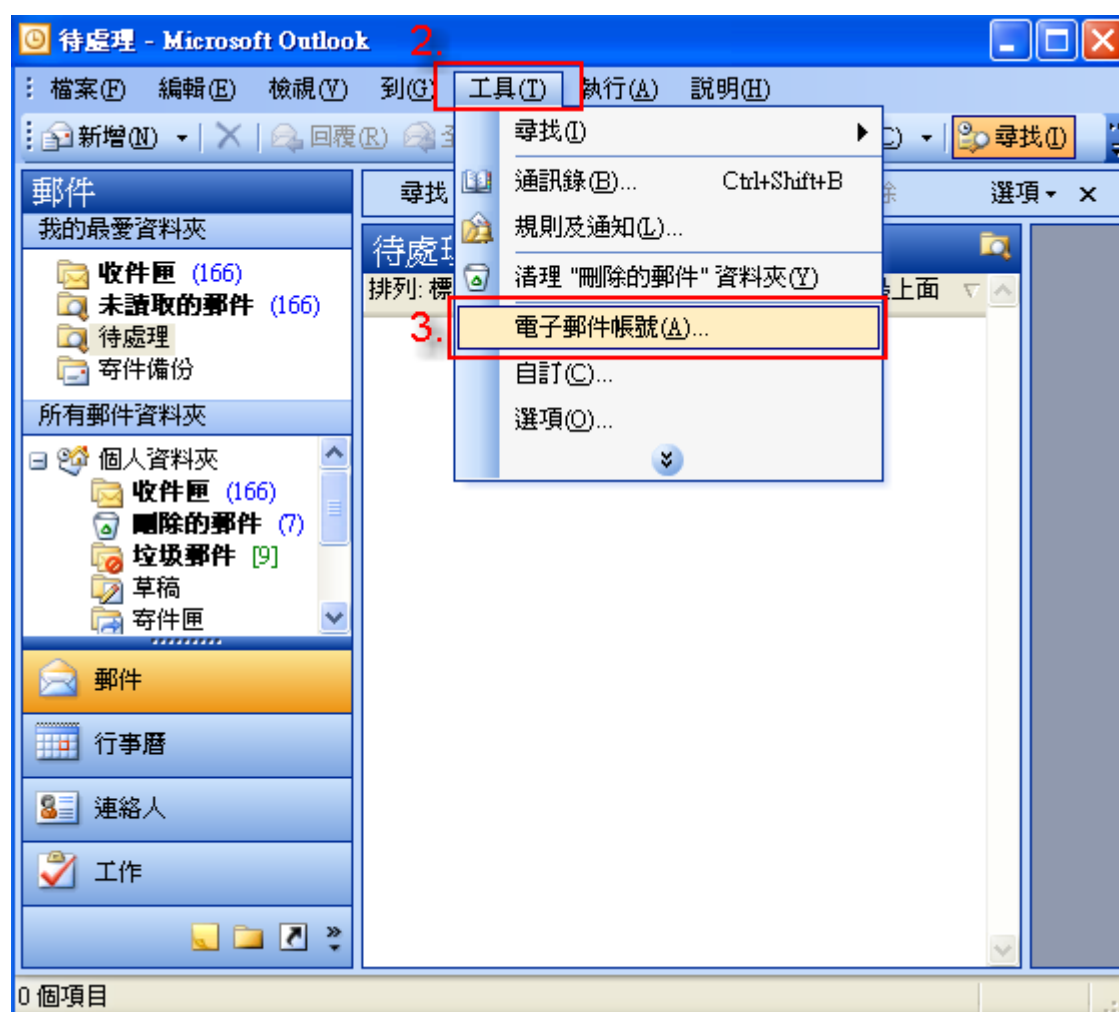 待處理 - Microsoft Outlook
2.
檔案(F) 編輯(E) 檢視(V) 到(G) 工具(T) 執行(A) 說明(H)
新增(N) 回覆(R) 尋找(I)
尋找(I)
通訊錄(B)... Ctrl+Shift+B
規則及通知(L)...
清理 "刪除的郵件" 資料夾(Y)
3.
電子郵件帳號(A)...
自訂(C)...
選項(O)...
郵件
尋找 選項
我的最愛資料夾
收件匣 (166)
未讀取的郵件 (166)
待處理
寄件備份
待處理
排列: 標 上面
所有郵件資料夾
個人資料夾
收件匣 (166)
刪除的郵件 (7)
垃圾郵件 [9]
草稿
寄件匣
郵件
行事曆
連絡人
工作
0 個項目